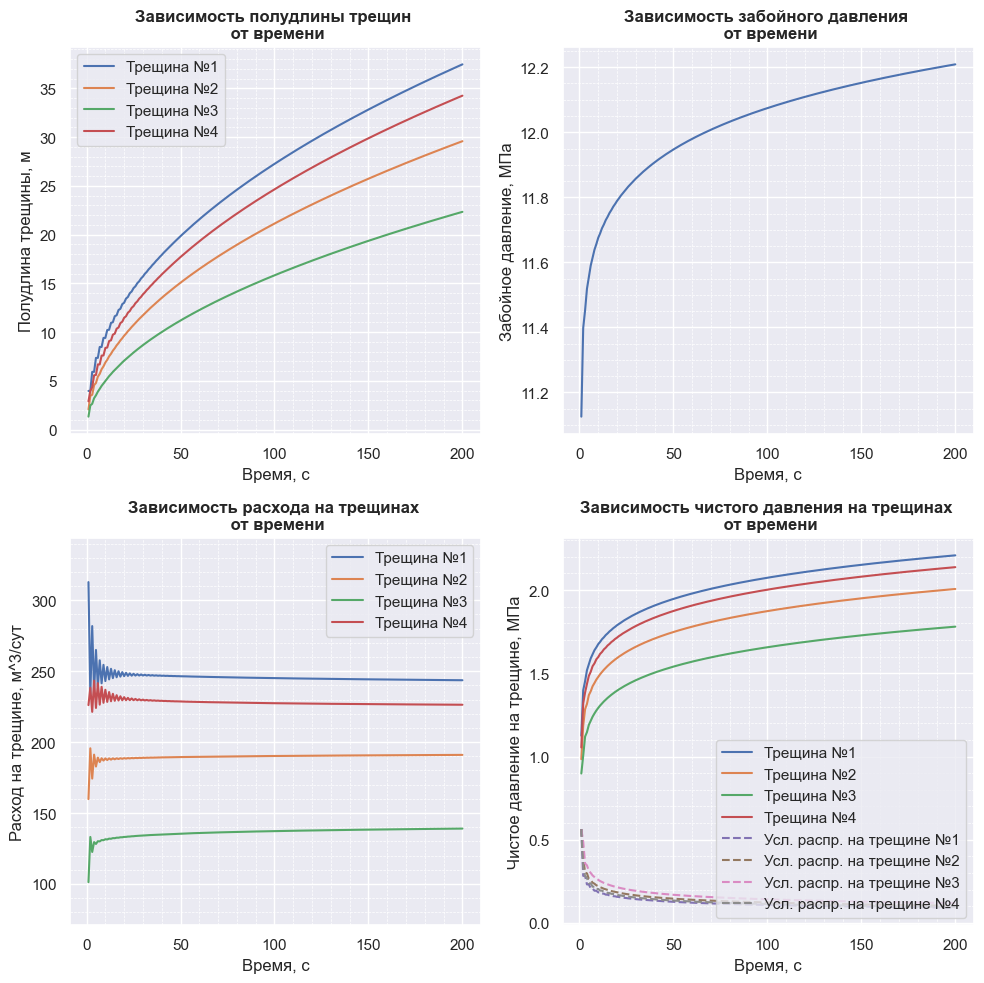 Зависимость полудлины трещин
от времени
Полудлина трещины, м
35
30
25
20
15
10
5
0
Трещина №1
Трещина №2
Трещина №3
Трещина №4
0 50 100 150 200
Время, с
Зависимость забойного давления
от времени
Забойное давление, МПа
12.2
12.0
11.8
11.6
11.4
11.2
0 50 100 150 200
Время, с
Зависимость расхода на трещинах
от времени
Расход на трещине, м^3/сут
300
250
200
150
100
Трещина №1
Трещина №2
Трещина №3
Трещина №4
0 50 100 150 200
Время, с
Зависимость чистого давления на трещинах
от времени
Чистое давление на трещине, МПа
2.0
1.5
1.0
0.5
0.0
Трещина №1
Трещина №2
Трещина №3
Трещина №4
Усл. распр. на трещине №1
Усл. распр. на трещине №2
Усл. распр. на трещине №3
Усл. распр. на трещине №4
0 50 100 150 200
Время, с